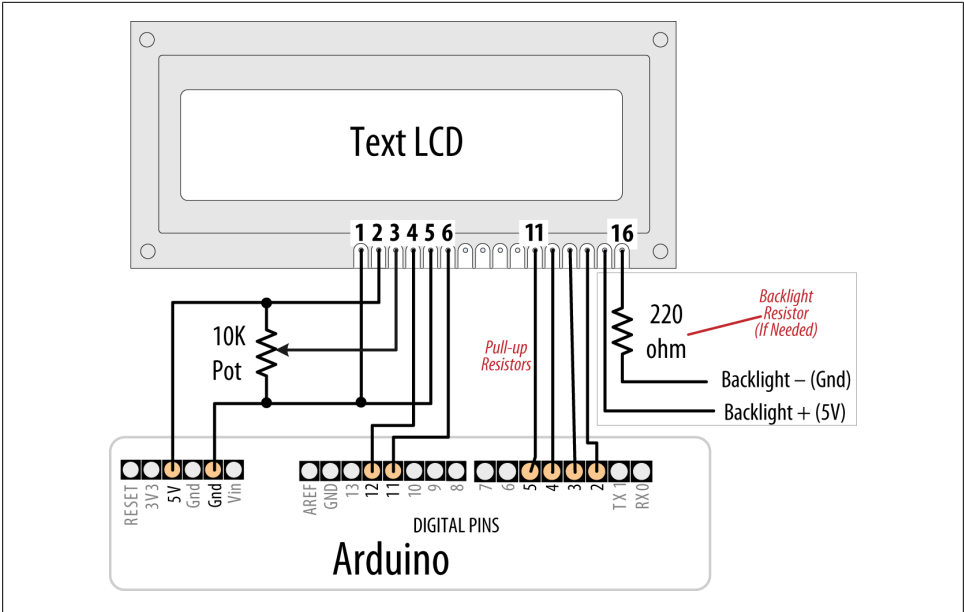 Text LCD
1 2 3 4 5 6 11 16
10K
Pot
Pull-up
Resistors
220
ohm
Backlight
Resistor
(If Needed)
Backlight – (Gnd)
Backlight + (5V)
RESET
3V3
5V
Gnd
Gnd
Vin
AREF
GND
13
12
11
10
9
8
7
6
5
4
3
2
TX 1
RX0
DIGITAL PINS
Arduino